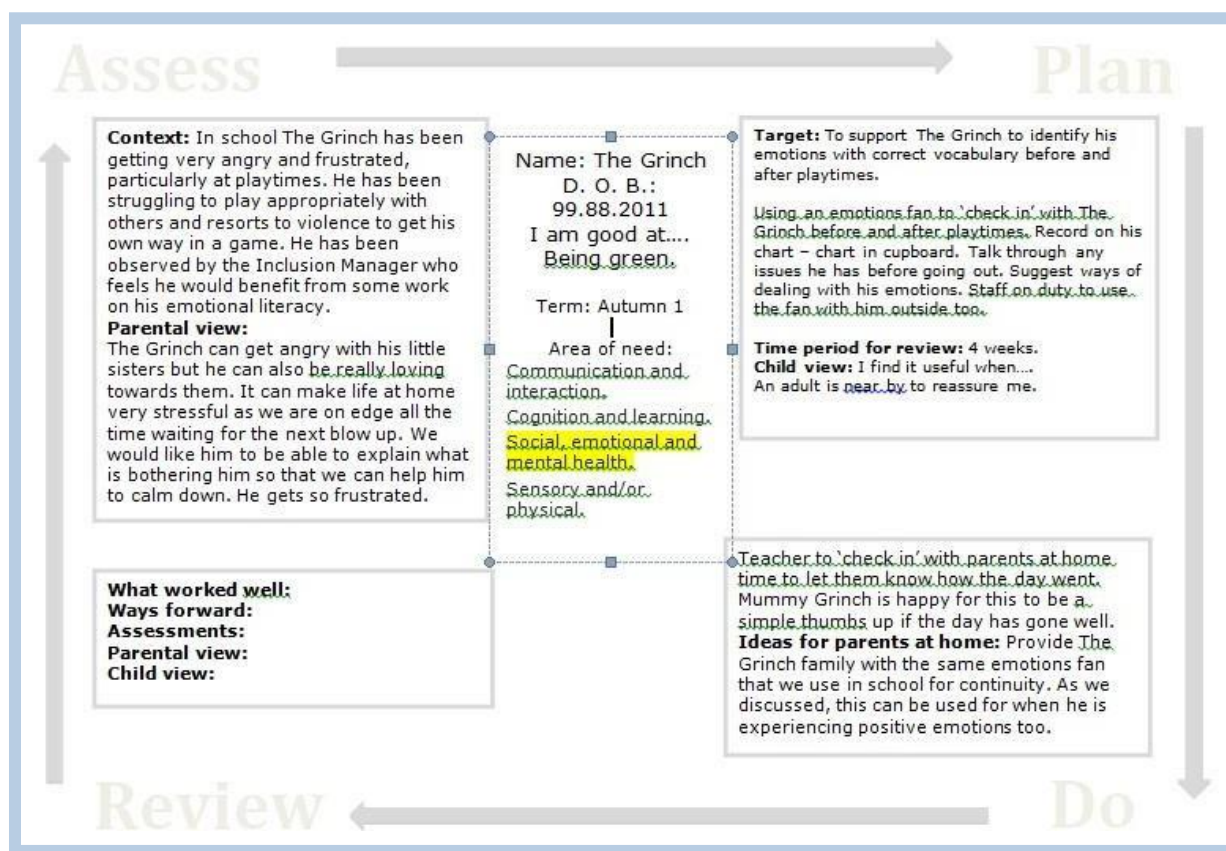 Assess
Plan
Context: In school The Grinch has been
getting very angry and frustrated,
particularly at playtimes. He has been
struggling to play appropriately with
others and resorts to violence to get his
own way in a game. He has been
observed by the Inclusion Manager who
feels he would benefit from some work
on his emotional literacy.
Parental view:
The Grinch can get angry with his little
sisters but he can also be really loving
towards them. It can make life at home
very stressful as we are on edge all the
time waiting for the next blow up. We
would like him to be able to explain what
is bothering him so that we can help him
to calm down. He gets so frustrated.
Name: The Grinch
D. O. B.:
99.88.2011
I am good at....
Being green.
Term: Autumn 1
Area of need:
Communication and
interaction.
Cognition and learning.
Social, emotional and
mental health.
Sensory and/or
physical.
Target: To support The Grinch to identify his
emotions with correct vocabulary before and
after playtimes.
Using an emotions fan to ‘check in’ with The
Grinch before and after playtimes. Record on his
chart – chart in cupboard. Talk through any
issues he has before going out. Suggest ways of
dealing with his emotions. Staff on duty to use
the fan with him outside too.
Time period for review: 4 weeks.
Child view: I find it useful when....
An adult is near by to reassure me.
Teacher to ‘check in’ with parents at home
time to let them know how the day went.
Mummy Grinch is happy for this to be a
simple thumbs up if the day has gone well.
Ideas for parents at home: Provide The
Grinch family with the same emotions fan
that we use in school for continuity. As we
discussed, this can be used for when he is
experiencing positive emotions too.
What worked well:
Ways forward:
Assessments:
Parental view:
Child view:
Review
Do